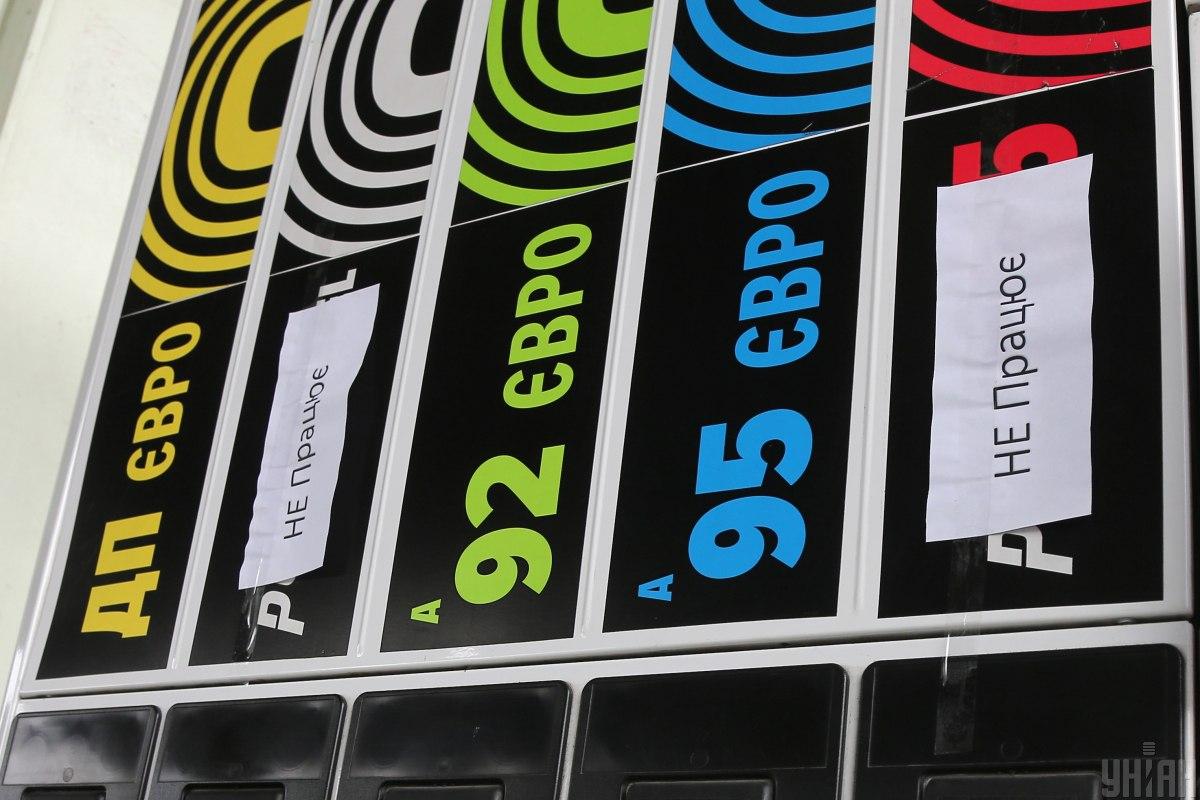 ДП ЄВРО
НЕ Працює
А 92 ЄВРО
А 95 ЄВРО
НЕ Працює
УНІАН